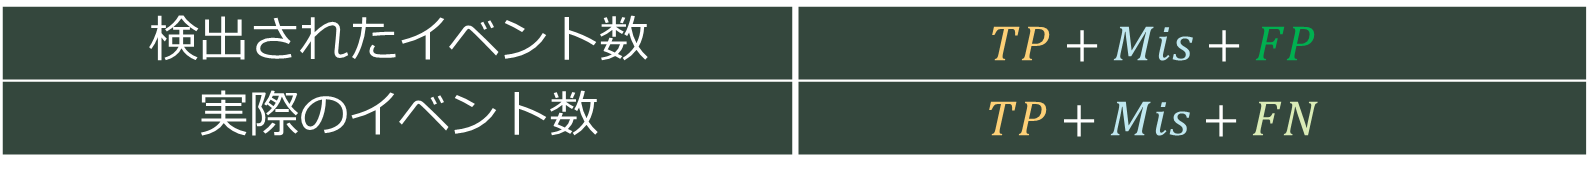 検出されたイベント数 TP + Mis + FP
実際のイベント数 TP + Mis + FN